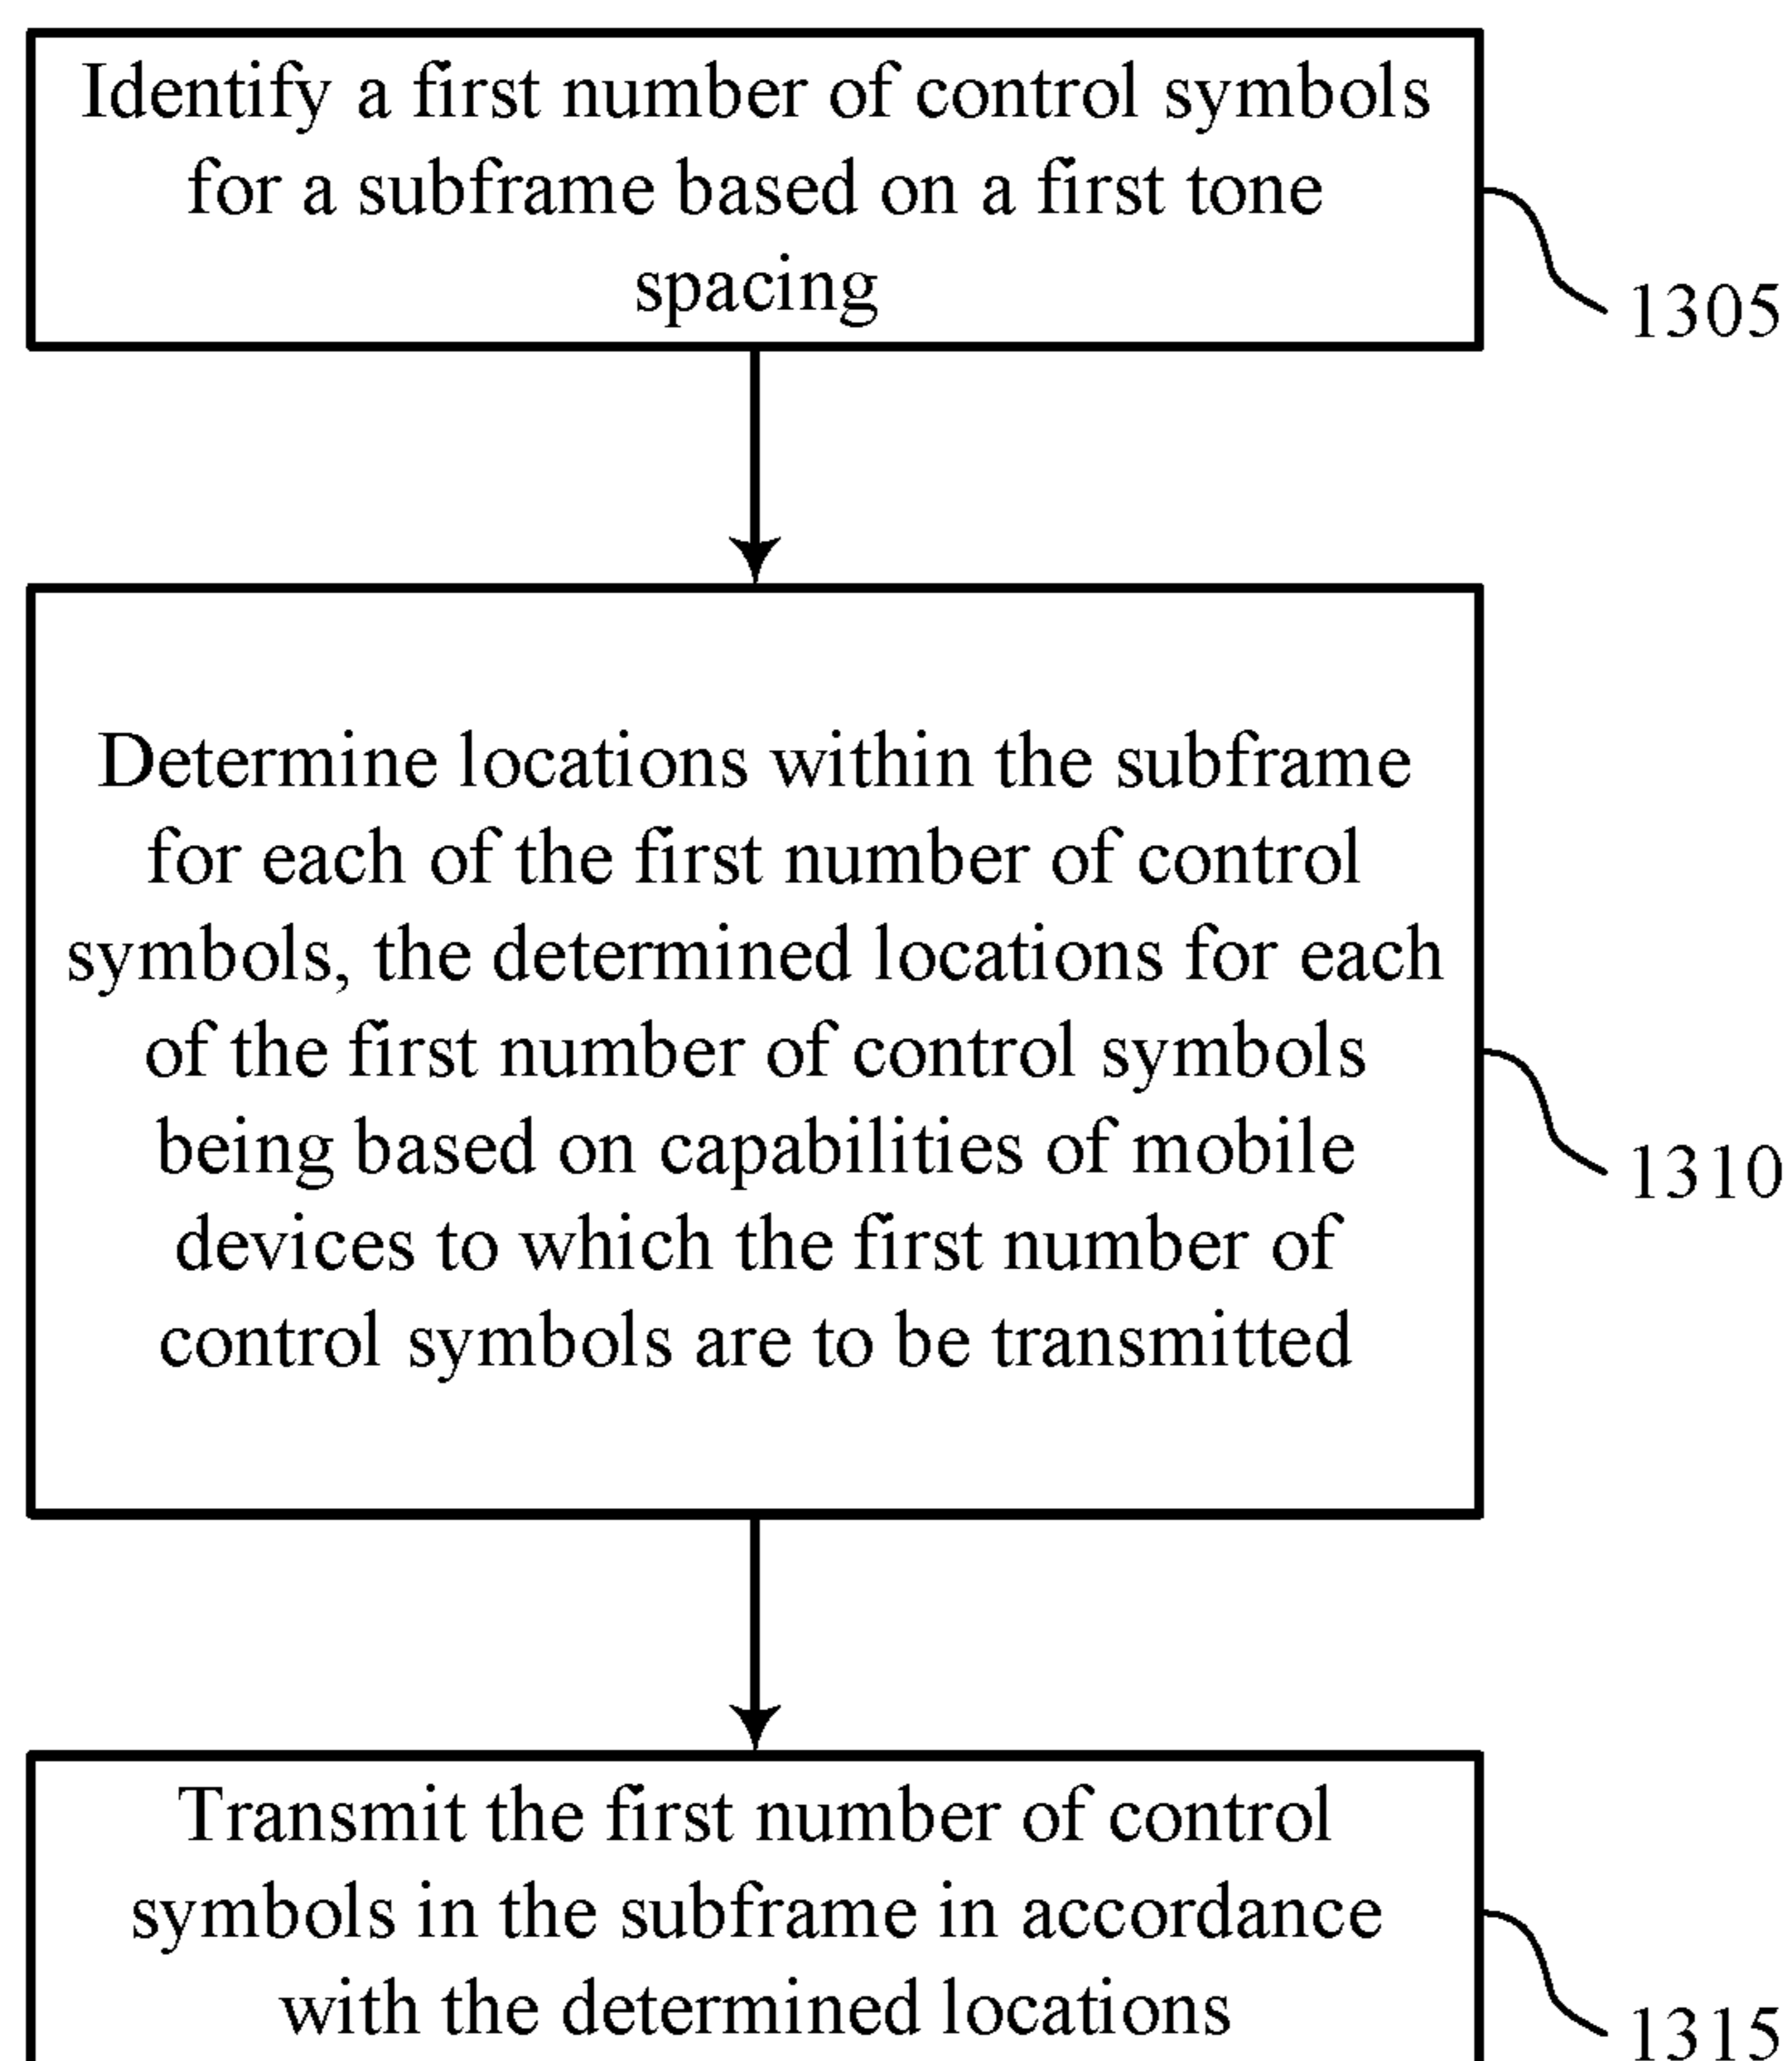 Identify a first number of control symbols
for a subframe based on a first tone
spacing
1305
Determine locations within the subframe
for each of the first number of control
symbols, the determined locations for each
of the first number of control symbols
being based on capabilities of mobile
devices to which the first number of
control symbols are to be transmitted
1310
Transmit the first number of control
symbols in the subframe in accordance
with the determined locations
1315